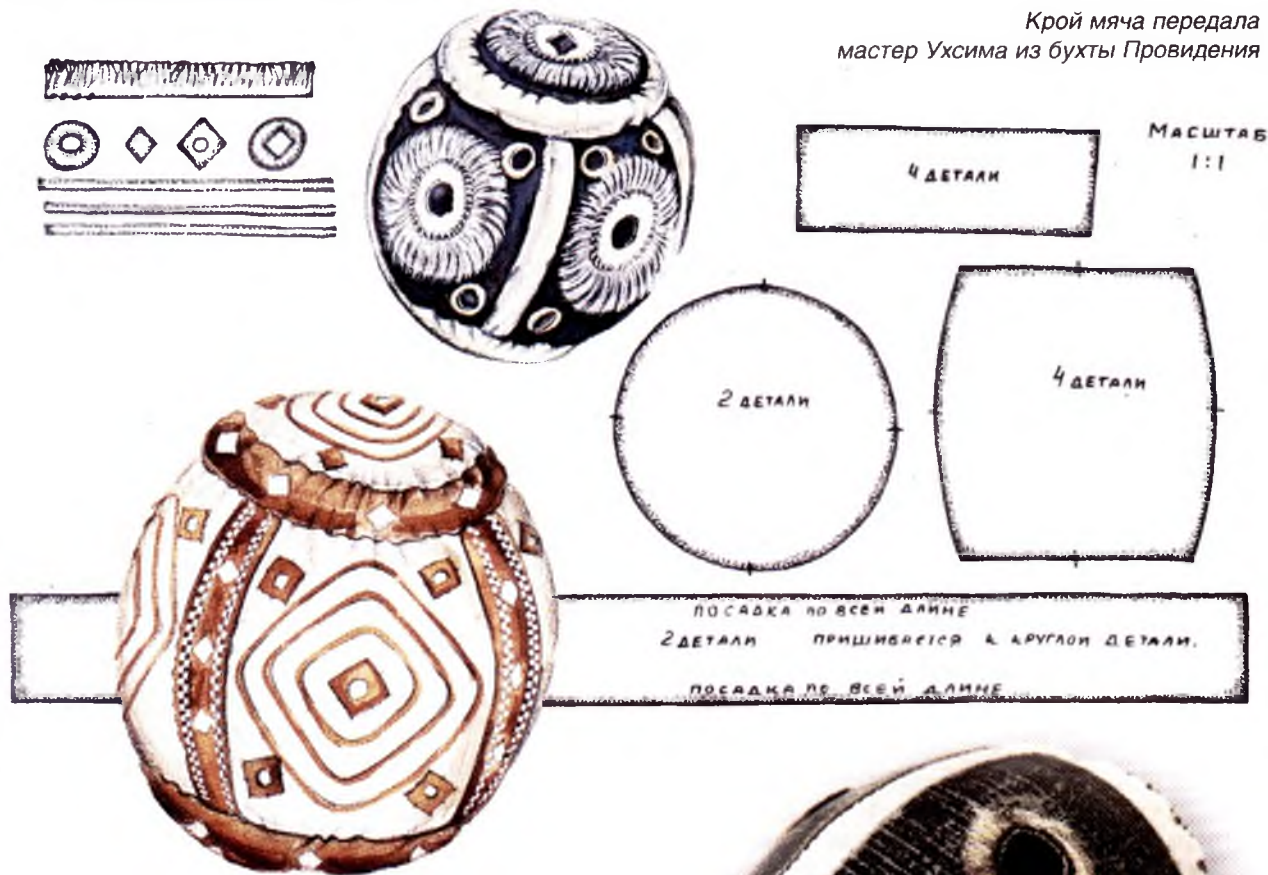 Крой мяча передала
мастер Ухсима из бухты Провидения
МАСШТАБ
1:1
4 ДЕТАЛИ
2 ДЕТАЛИ
4 ДЕТАЛИ
ПОСАДКА ПО ВСЕЙ ДЛИНЕ
2 ДЕТАЛИ ПРИШИВАЕТСЯ К КРУГЛОЙ ДЕТАЛИ.
ПОСАДКА ПО ВСЕЙ ДЛИНЕ